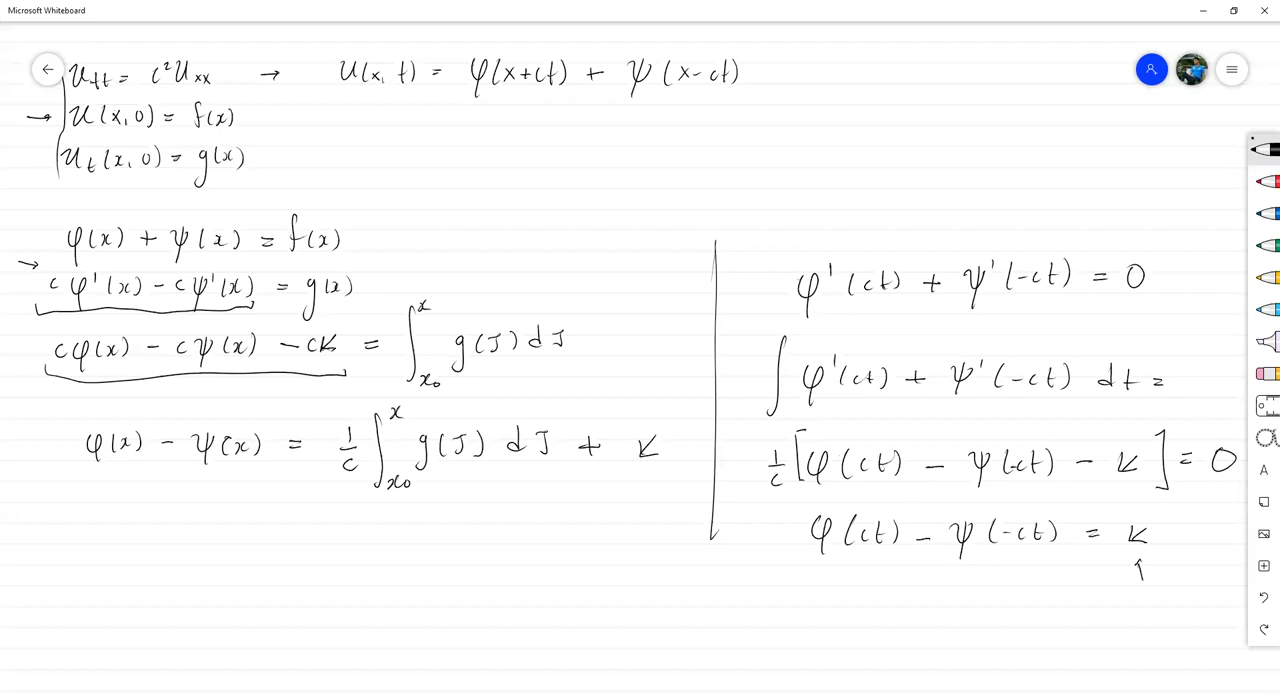 Microsoft Whiteboard
u_tt = c²u_xx → u(x, t) = φ(x+ct) + ψ(x-ct)
→ u(x, 0) = f(x)
u_t(x, 0) = g(x)
φ(x) + ψ(x) = f(x)
→ cφ'(x) - cψ'(x) = g(x)
cφ(x) - cψ(x) - cK = ∫_{x₀}^{x} g(J) dJ
φ(x) - ψ(x) = 1/c ∫_{x₀}^{x} g(J) dJ + K
φ'(ct) + ψ'(-ct) = 0
∫ φ'(ct) + ψ'(-ct) dt =
1/c [φ(ct) - ψ(-ct) - K] = 0
φ(ct) - ψ(-ct) = K
↑
A